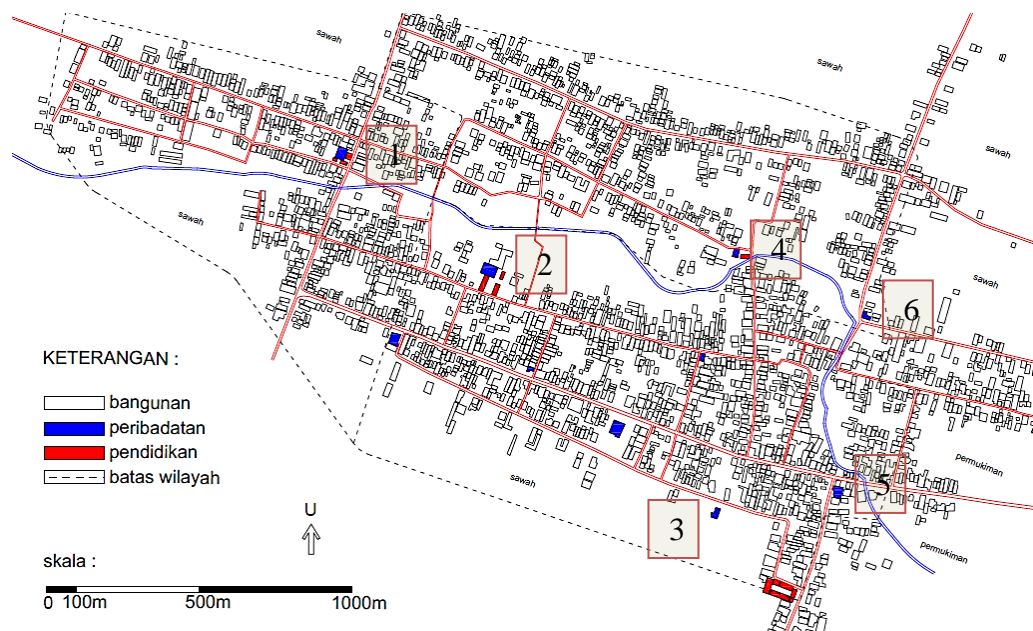 sawah
sawah
sawah
1
4
sawah
sawah
2
6
KETERANGAN :
bangunan
peribadatan
pendidikan
batas wilayah
permukiman
sawah
5
U
3
permukiman
skala :
0 100m 500m 1000m